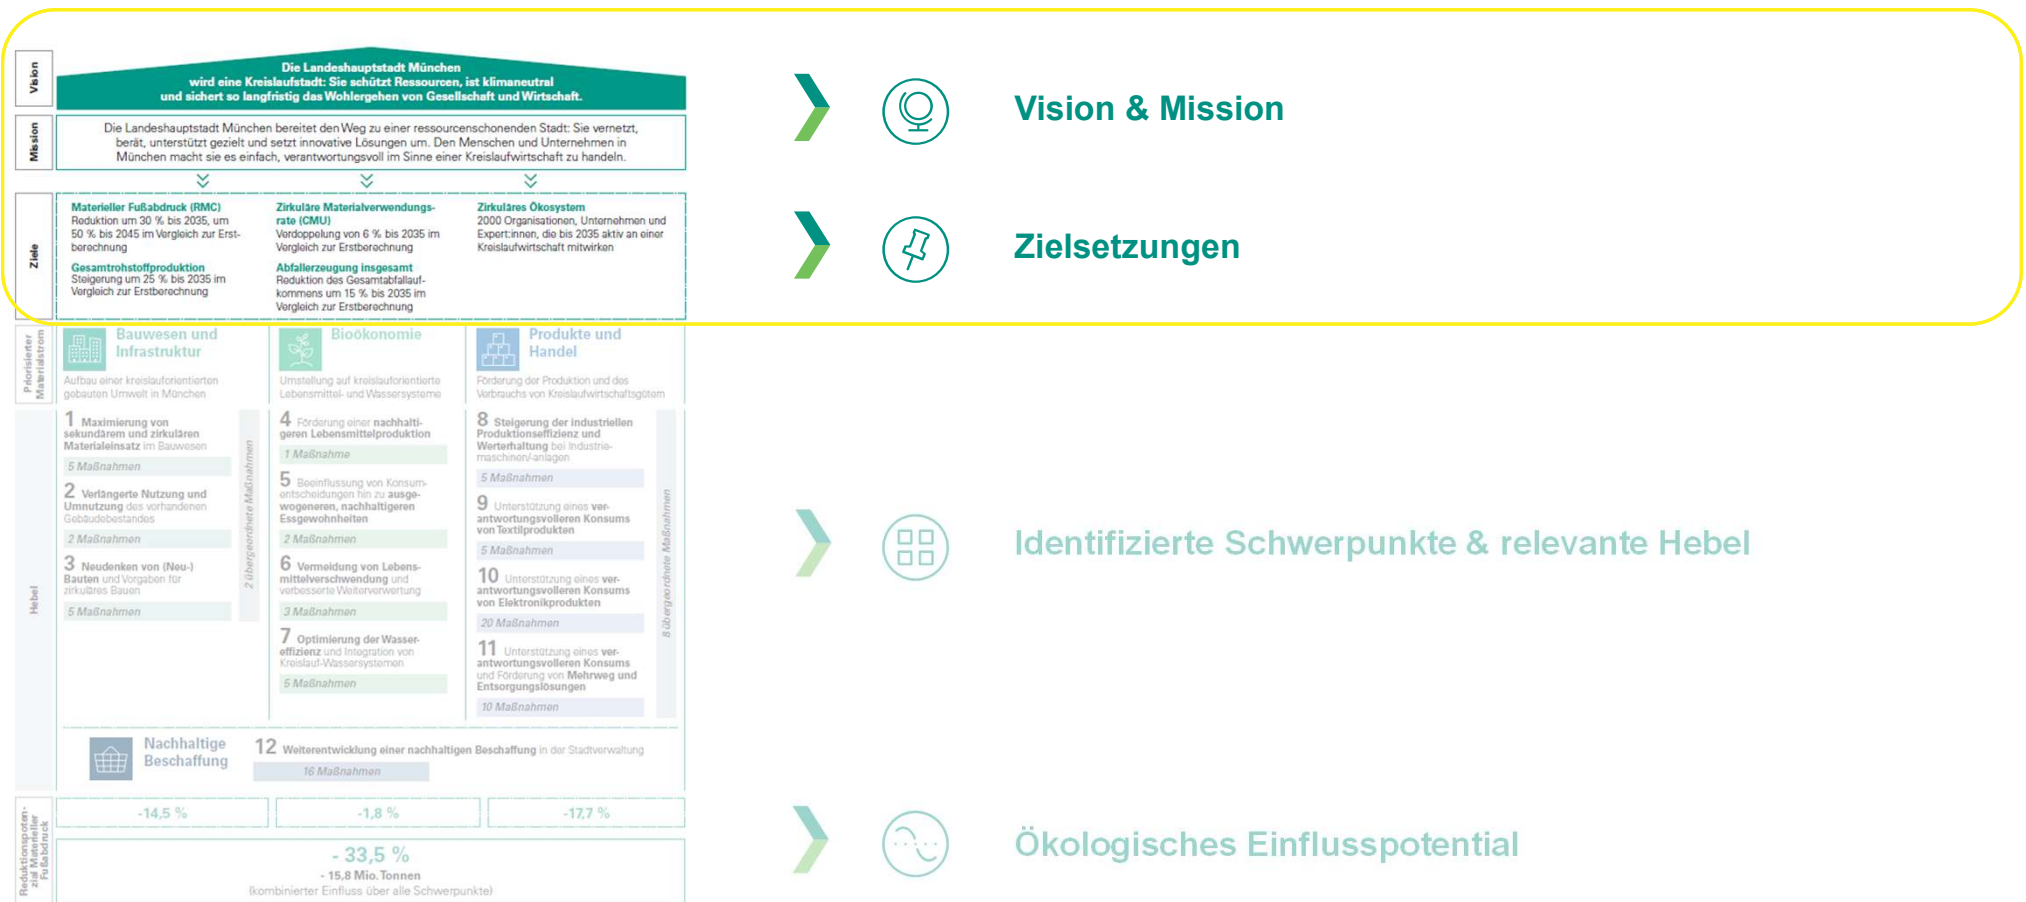 Vision
Die Landeshauptstadt München
wird eine Kreislaufstadt: Sie schützt Ressourcen, ist klimaneutral
und sichert so langfristig das Wohlergehen von Gesellschaft und Wirtschaft.
Mission
Die Landeshauptstadt München bereitet den Weg zu einer ressourcenschonenden Stadt: Sie vernetzt,
berät, unterstützt gezielt und setzt innovative Lösungen um. Den Menschen und Unternehmen in
München macht sie es einfach, verantwortungsvoll im Sinne einer Kreislaufwirtschaft zu handeln.
Ziele
Materieller Fußabdruck (RMC)
Reduktion um 30 % bis 2035, um
50 % bis 2045 im Vergleich zur Erst-
berechnung
Gesamtrohstoffproduktion
Steigerung um 25 % bis 2035 im
Vergleich zur Erstberechnung
Zirkuläre Materialverwendungs-
rate (CMU)
Verdoppelung von 6 % bis 2035 im
Vergleich zur Erstberechnung
Abfallerzeugung insgesamt
Reduktion des Gesamtabfallauf-
kommens um 15 % bis 2035 im
Vergleich zur Erstberechnung
Zirkuläres Ökosystem
2000 Organisationen, Unternehmen und
Expert:innen, die bis 2035 aktiv an einer
Kreislaufwirtschaft mitwirken
Priorisierter
Materialstrom
Bauwesen und
Infrastruktur
Aufbau einer kreislauforientierten
gebauten Umwelt in München
Bioökonomie
Umstellung auf kreislauforientierte
Lebensmittel- und Wassersysteme
Produkte und
Handel
Förderung der Produktion und des
Verbrauchs von Kreislaufwirtschaftsgütern
Hebel
1 Maximierung von
sekundärem und zirkulären
Materialeinsatz im Bauwesen
5 Maßnahmen
2 Verlängerte Nutzung und
Umnutzung des vorhandenen
Gebäudebestandes
2 Maßnahmen
3 Neudenken von (Neu-)
Bauten und Vorgaben für
zirkuläres Bauen
5 Maßnahmen
2 übergeordnete Maßnahmen
4 Förderung einer nachhalti-
geren Lebensmittelproduktion
1 Maßnahme
5 Beeinflussung von Konsum-
entscheidungen hin zu ausge-
wogeneren, nachhaltigeren
Essgewohnheiten
2 Maßnahmen
6 Vermeidung von Lebens-
mittelverschwendung und
verbesserte Weiterverwertung
3 Maßnahmen
7 Optimierung der Wasser-
effizienz und Integration von
Kreislauf-Wassersystemen
5 Maßnahmen
8 Steigerung der industriellen
Produktionseffizienz und
Werterhaltung bei Industrie-
maschinen/-anlagen
5 Maßnahmen
9 Unterstützung eines ver-
antwortungsvolleren Konsums
von Textilprodukten
5 Maßnahmen
10 Unterstützung eines ver-
antwortungsvolleren Konsums
von Elektronikprodukten
20 Maßnahmen
11 Unterstützung eines ver-
antwortungsvolleren Konsums
und Förderung von Mehrweg und
Entsorgungslösungen
10 Maßnahmen
8 übergeordnete Maßnahmen
Nachhaltige
Beschaffung
12 Weiterentwicklung einer nachhaltigen Beschaffung in der Stadtverwaltung
16 Maßnahmen
Reduktionspoten-
zial Materieller
Fußabdruck
-14,5 %
-1,8 %
-17,7 %
- 33,5 %
- 15,8 Mio. Tonnen
(kombinierter Einfluss über alle Schwerpunkte)
Vision & Mission
Zielsetzungen
Identifizierte Schwerpunkte & relevante Hebel
Ökologisches Einflusspotential